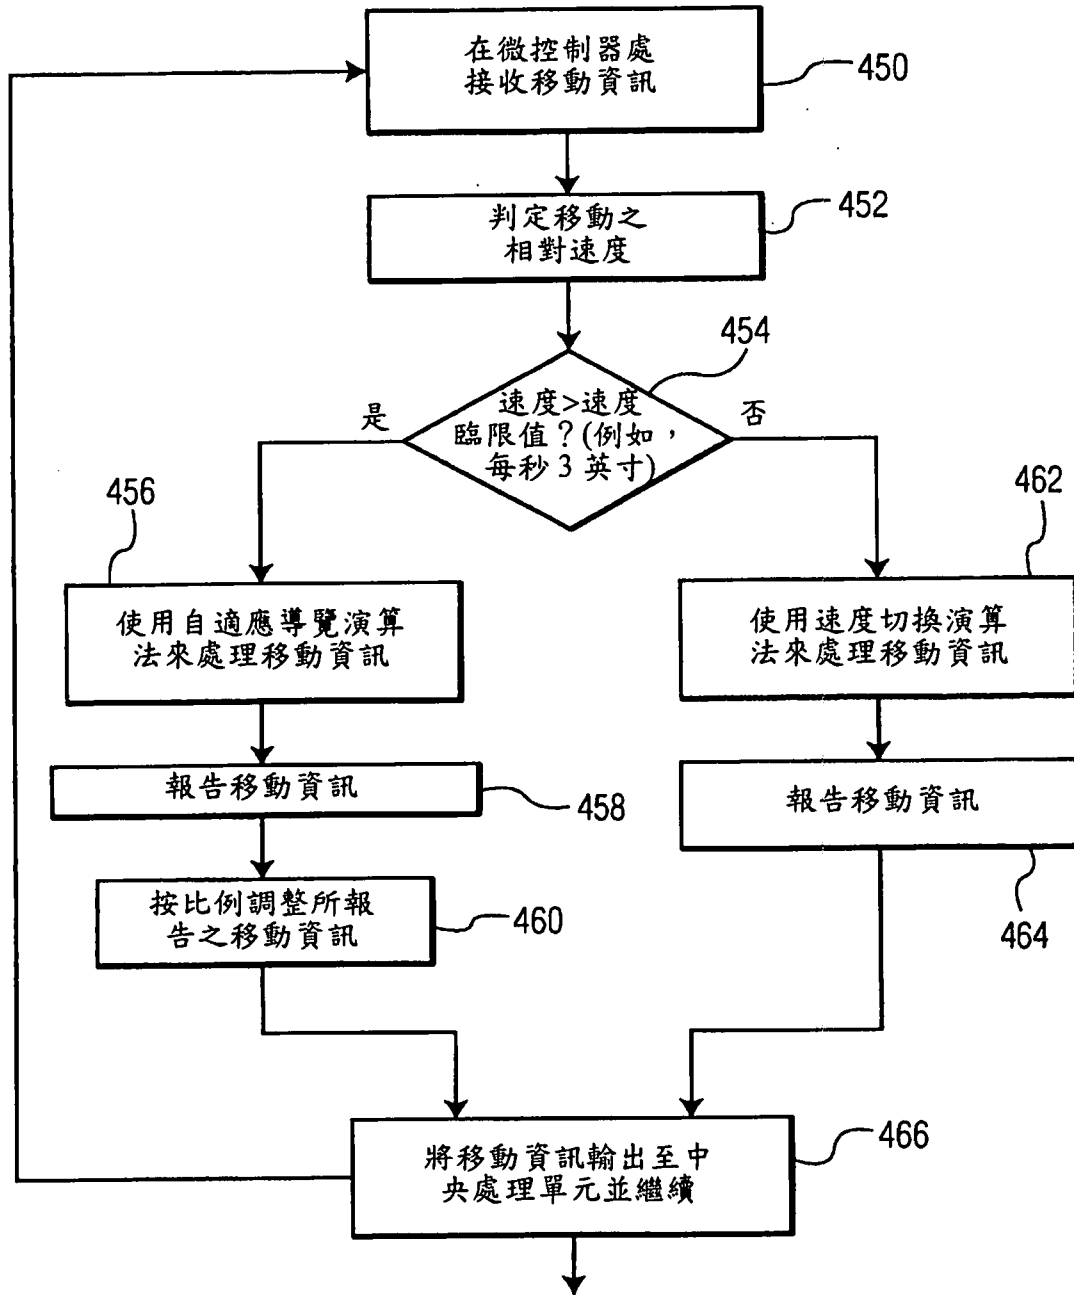 在微控制器處
接收移動資訊
450
判定移動之
相對速度
452
454
速度>速度
臨限值?(例如,
每秒3英寸)
是
否
456
使用自適應導覽演算
法來處理移動資訊
462
使用速度切換演算
法來處理移動資訊
報告移動資訊
458
報告移動資訊
464
按比例調整所報
告之移動資訊
460
將移動資訊輸出至中
央處理單元並繼續
466